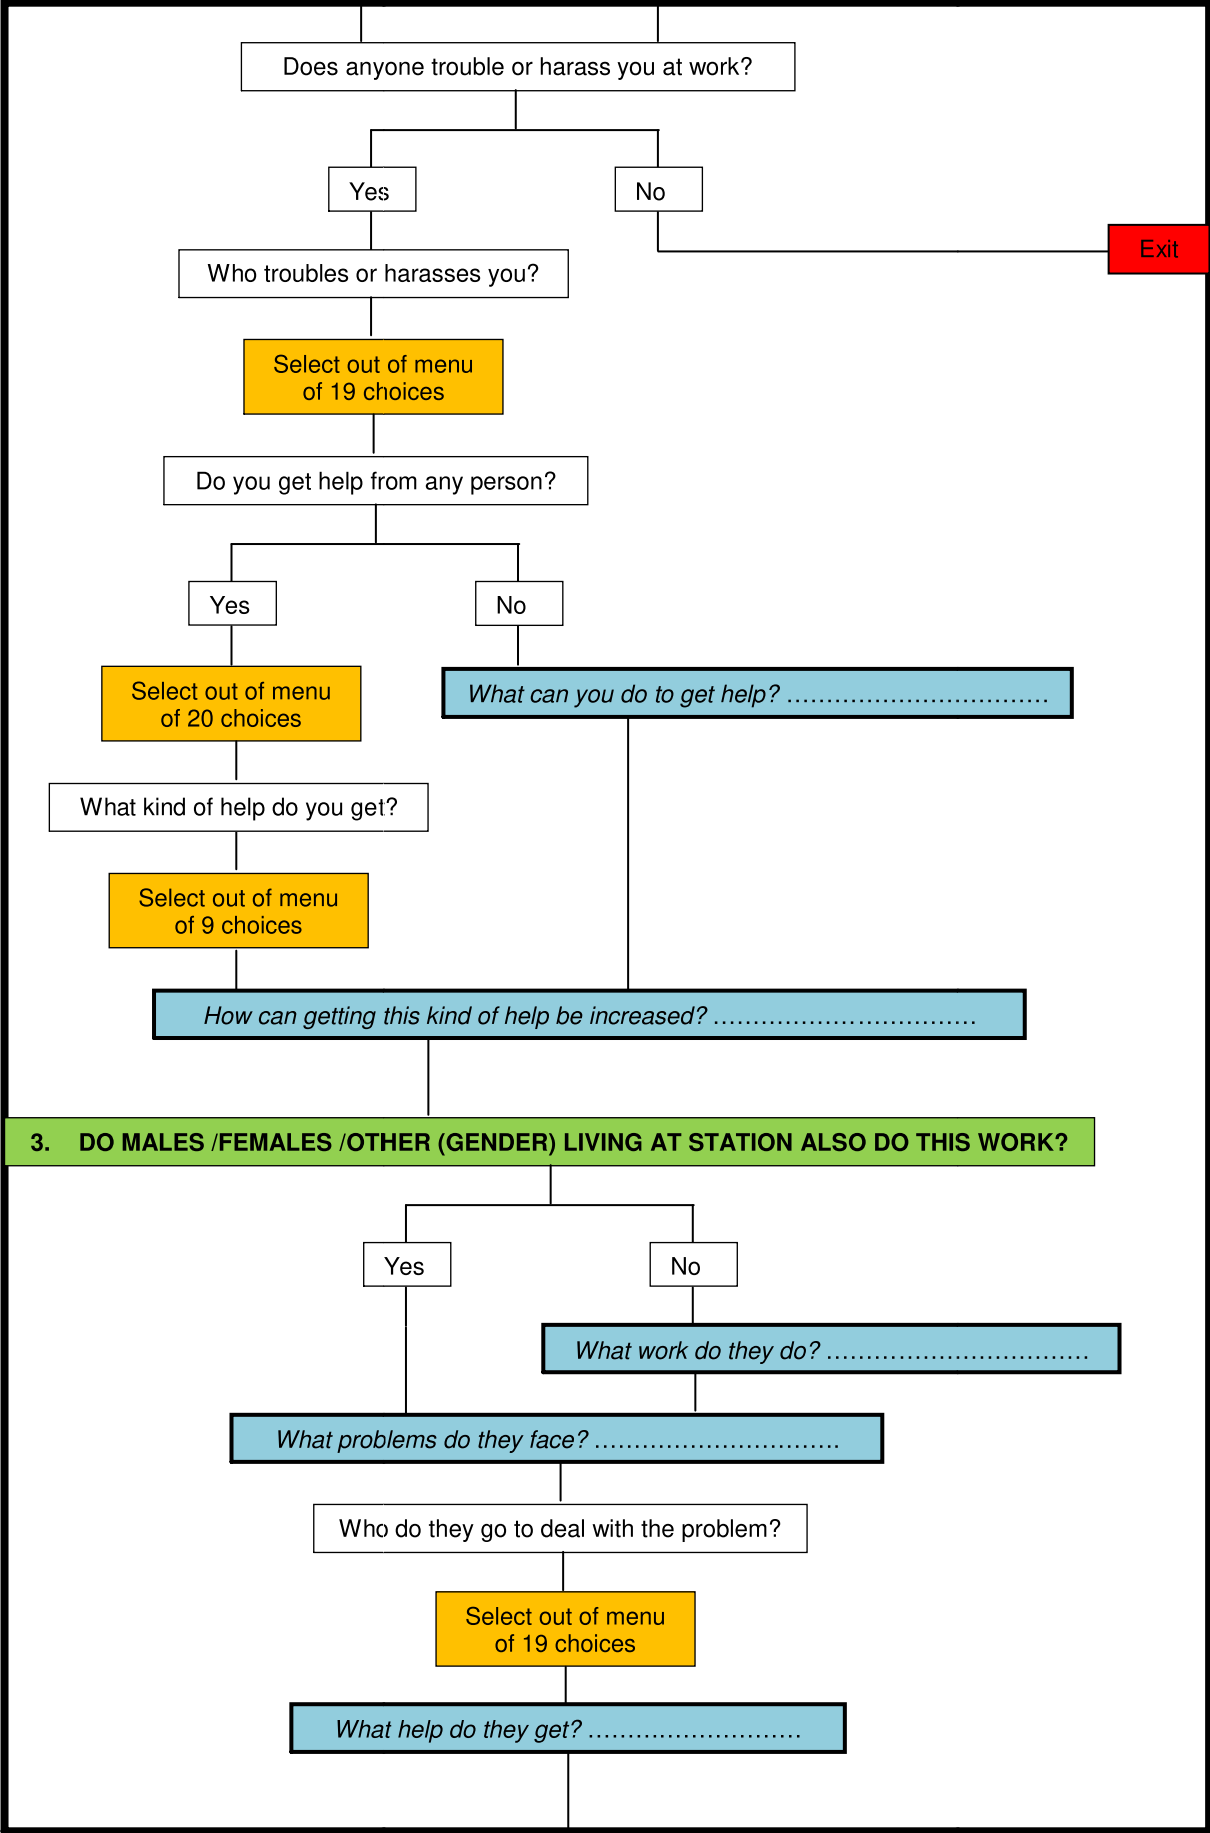 Does anyone trouble or harass you at work?
Yes
No
Exit
Who troubles or harasses you?
Select out of menu
of 19 choices
Do you get help from any person?
Yes
No
Select out of menu
of 20 choices
What can you do to get help? ……………………………
What kind of help do you get?
Select out of menu
of 9 choices
How can getting this kind of help be increased? ……………………………
3. DO MALES /FEMALES /OTHER (GENDER) LIVING AT STATION ALSO DO THIS WORK?
Yes
No
What work do they do? ……………………………
What problems do they face? ………………………….
Who do they go to deal with the problem?
Select out of menu
of 19 choices
What help do they get? ………………………